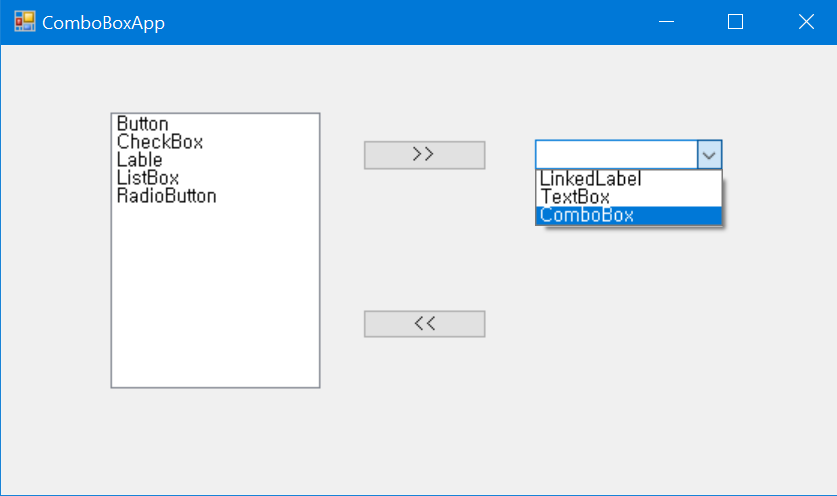 ComboBoxApp
Button
CheckBox
Lable
ListBox
RadioButton
>>
<<
LinkedLabel
TextBox
ComboBox